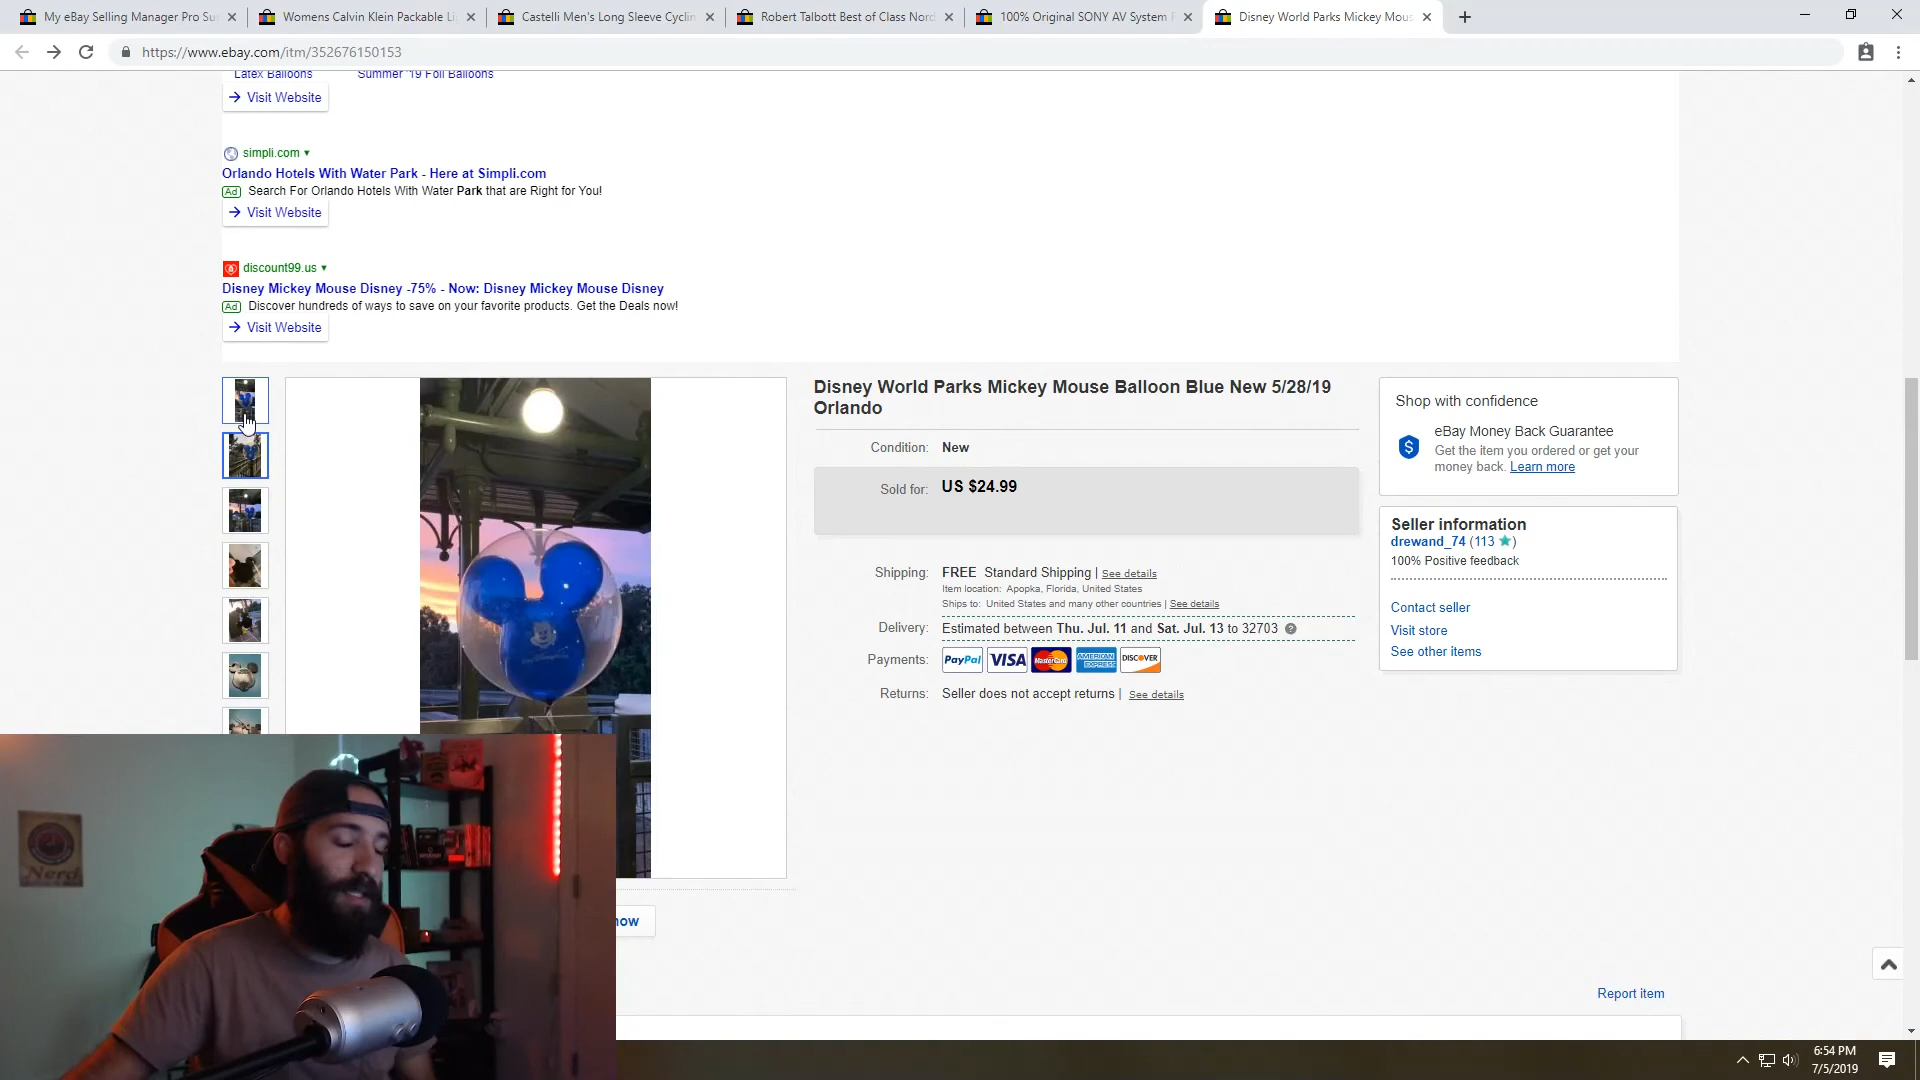 My eBay Selling Manager Pro Su
Womens Calvin Klein Packable Li
Castelli Men's Long Sleeve Cyclin
Robert Talbott Best of Class Nord
100% Original SONY AV System
Disney World Parks Mickey Mous
https://www.ebay.com/itm/352676150153
Latex Balloons Summer '19 Foil Balloons
Visit Website
simpli.com
Orlando Hotels With Water Park - Here at Simpli.com
Ad Search For Orlando Hotels With Water Park that are Right for You!
Visit Website
discount99.us
Disney Mickey Mouse Disney -75% - Now: Disney Mickey Mouse Disney
Ad Discover hundreds of ways to save on your favorite products. Get the Deals now!
Visit Website
Disney World Parks Mickey Mouse Balloon Blue New 5/28/19
Orlando
Condition: New
Sold for: US $24.99
Shipping: FREE Standard Shipping | See details
Item location: Apopka, Florida, United States
Ships to: United States and many other countries | See details
Delivery: Estimated between Thu. Jul. 11 and Sat. Jul. 13 to 32703
Payments: PayPal VISA MasterCard AMERICAN EXPRESS DISCOVER
Returns: Seller does not accept returns | See details
Shop with confidence
eBay Money Back Guarantee
Get the item you ordered or get your
money back. Learn more
Seller information
drewand_74 (113)
100% Positive feedback
Contact seller
Visit store
See other items
now
Report item
Nerd
6:54 PM
7/5/2019